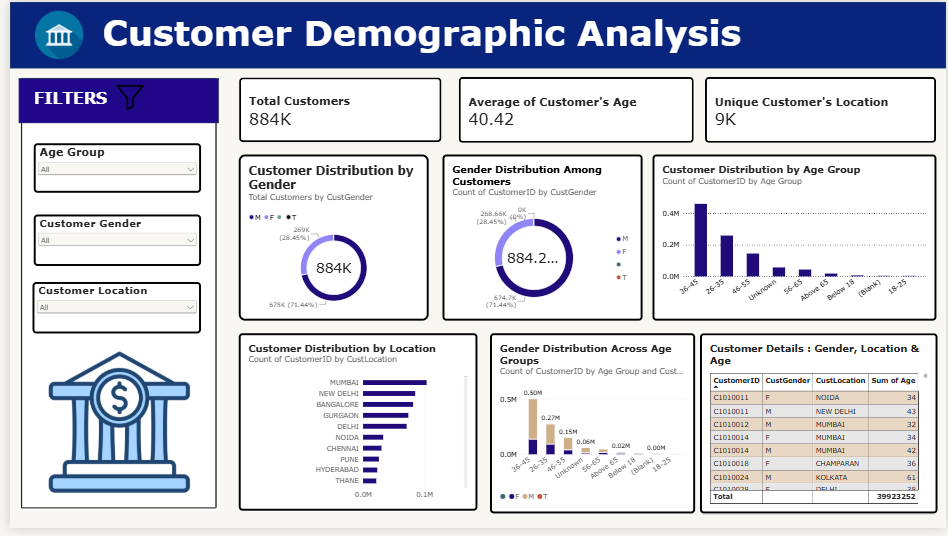 Customer Demographic Analysis
FILTERS
Age Group
All
Customer Gender
All
Customer Location
All
$
Total Customers
884K
Average of Customer's Age
40.42
Unique Customer's Location
9K
Customer Distribution by
Gender
Total Customers by CustGender
M F T
269K
(28.45%)
884K
675K (71.44%)
Gender Distribution Among
Customers
Count of CustomerID by CustGender
0K
(0%)
268.66K
(28.45%)
884.2...
674.7K
(71.44%)
M
F
T
Customer Distribution by Age Group
Count of CustomerID by Age Group
0.4M
0.2M
0.0M
36-45
26-35
46-55
Unknown
56-65
Above 65
Below 18
(Blank)
18-25
Customer Distribution by Location
Count of CustomerID by CustLocation
MUMBAI
NEW DELHI
BANGALORE
GURGAON
DELHI
NOIDA
CHENNAI
PUNE
HYDERABAD
THANE
0.0M 0.1M
Gender Distribution Across Age
Groups
Count of CustomerID by Age Group and Cust...
0.5M
0.0M
0.50M
0.27M
0.15M
0.06M
0.02M
0.00M
36-45
26-35
46-55
Unknown
56-65
Above 65
Below 18
(Blank)
18-25
F M T
Customer Details : Gender, Location &
Age
CustomerID CustGender CustLocation Sum of Age
C1010011 F NOIDA 34
C1010011 M NEW DELHI 43
C1010012 M MUMBAI 32
C1010014 F MUMBAI 34
C1010014 M MUMBAI 42
C1010018 F CHAMPARAN 36
C1010024 M KOLKATA 61
C1010028 F DELHI 38
Total 39923252